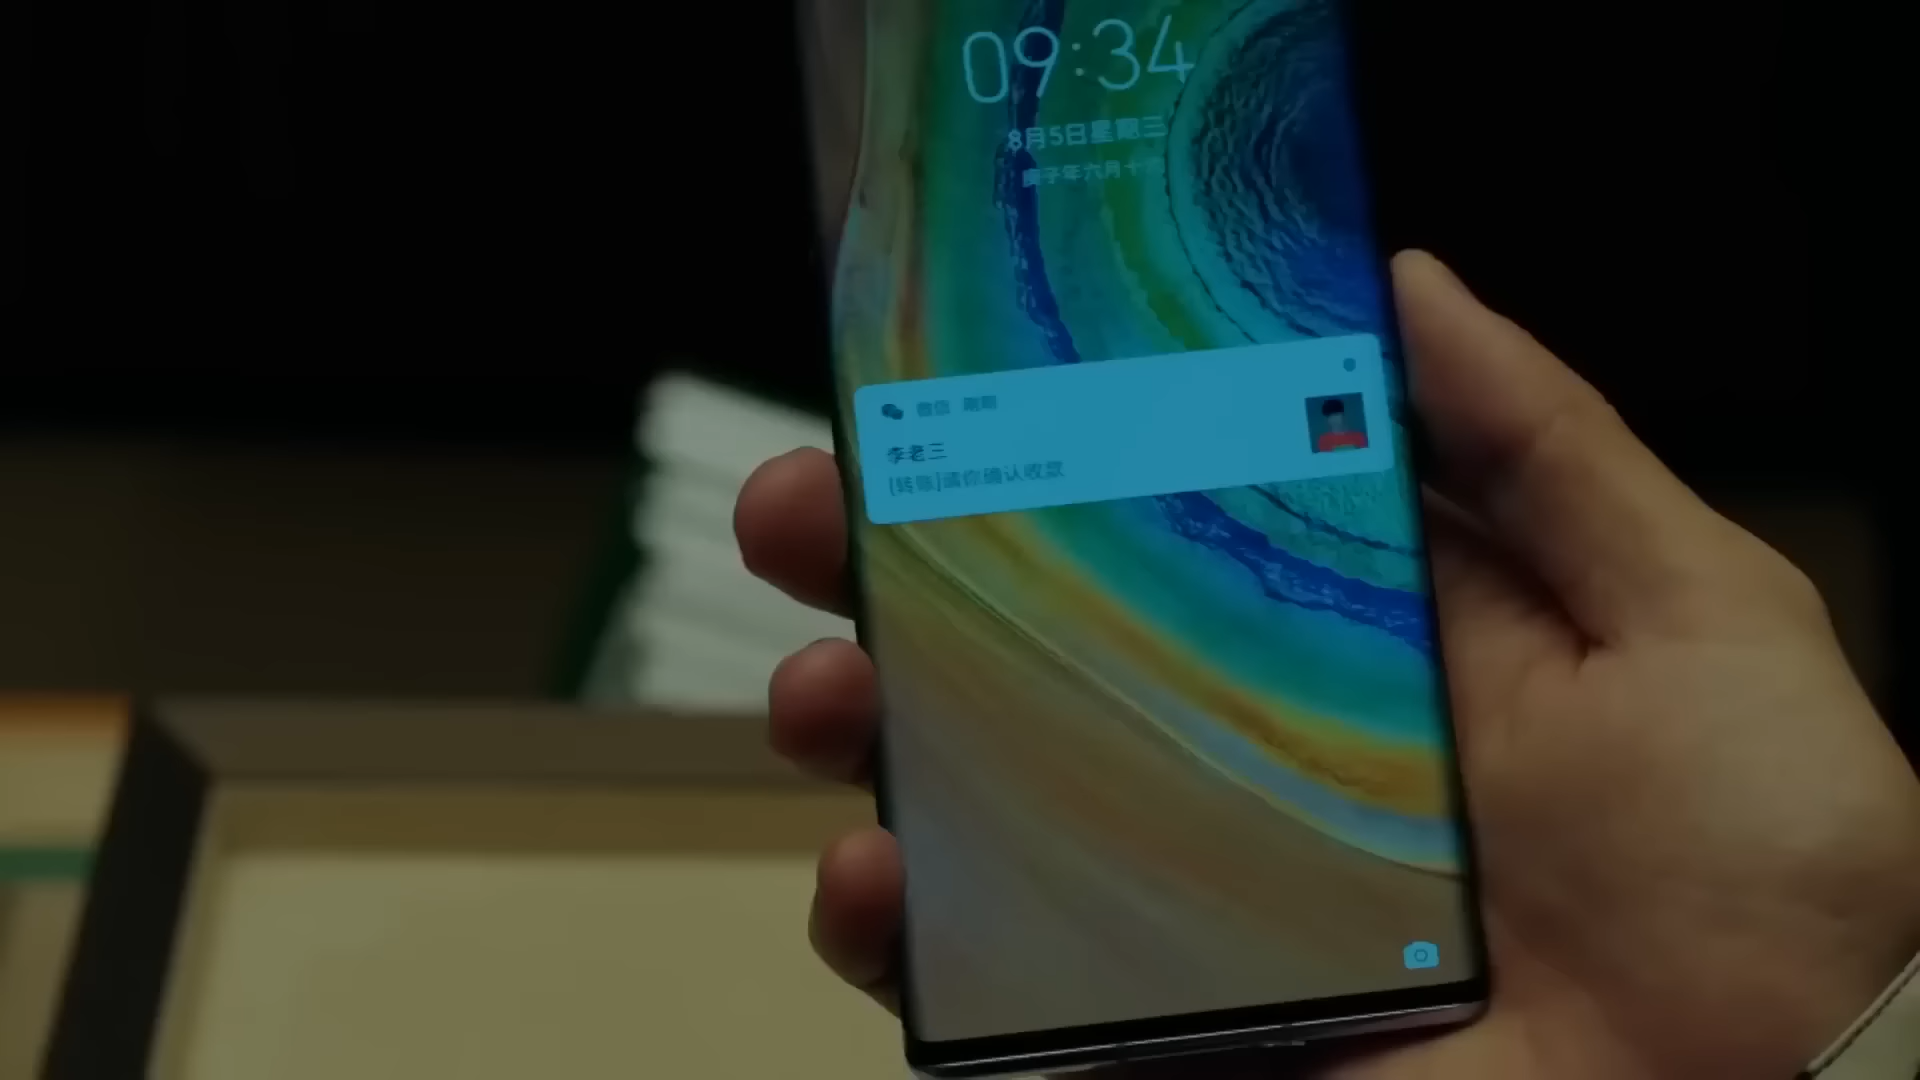 09:34
8月5日星期三
庚子年六月十六
微信 刚刚
李老三
[转账]请你确认收款